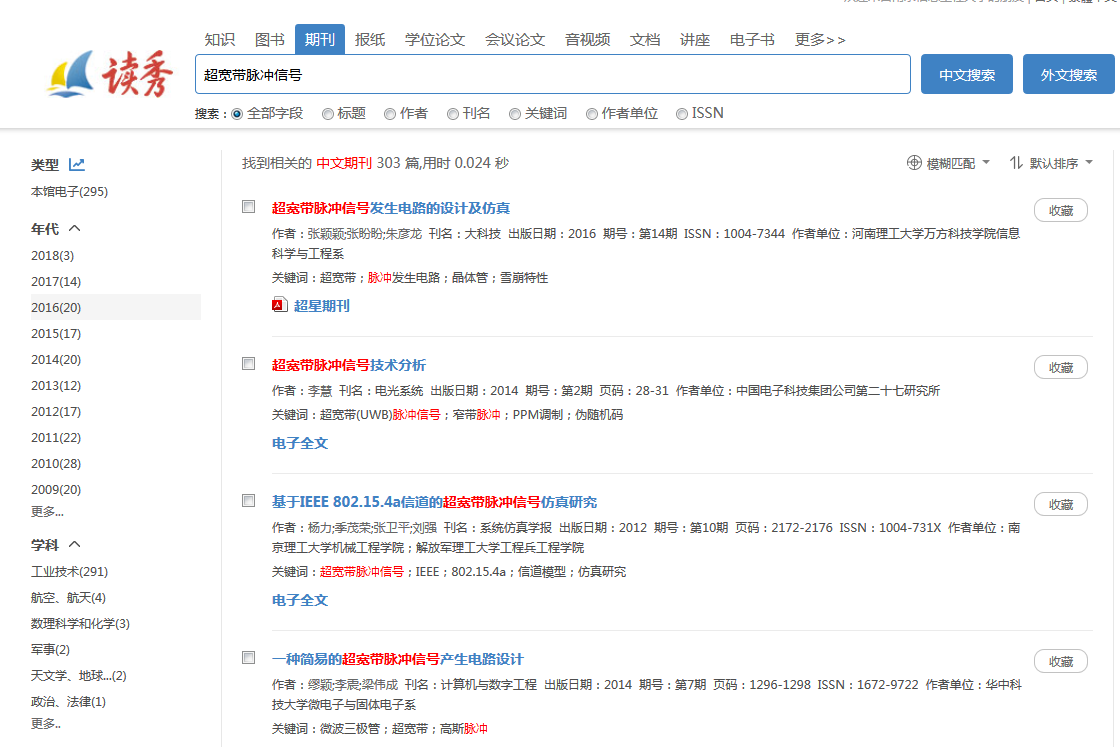 知识 图书 期刊 报纸 学位论文 会议论文 音视频 文档 讲座 电子书 更多>>
读秀
超宽带脉冲信号 中文搜索 外文搜索
搜索： 全部字段 标题 作者 刊名 关键词 作者单位 ISSN
类型
本馆电子(295)
年代
2018(3)
2017(14)
2016(20)
2015(17)
2014(20)
2013(12)
2012(17)
2011(22)
2010(28)
2009(20)
更多...
学科
工业技术(291)
航空、航天(4)
数理科学和化学(3)
军事(2)
天文学、地球...(2)
政治、法律(1)
更多..
找到相关的 中文期刊 303 篇,用时 0.024 秒 模糊匹配 默认排序
超宽带脉冲信号发生电路的设计及仿真 收藏
作者：张颖颖;张盼盼;朱彦龙 刊名：大科技 出版日期：2016 期号：第14期 ISSN：1004-7344 作者单位：河南理工大学万方科技学院信息
科学与工程系
关键词：超宽带；脉冲发生电路；晶体管；雪崩特性
超星期刊
超宽带脉冲信号技术分析 收藏
作者：李慧 刊名：电光系统 出版日期：2014 期号：第2期 页码：28-31 作者单位：中国电子科技集团公司第二十七研究所
关键词：超宽带(UWB)脉冲信号；窄带脉冲；PPM调制；伪随机码
电子全文
基于IEEE 802.15.4a信道的超宽带脉冲信号仿真研究 收藏
作者：杨力;季茂荣;张卫平;刘强 刊名：系统仿真学报 出版日期：2012 期号：第10期 页码：2172-2176 ISSN：1004-731X 作者单位：南
京理工大学机械工程学院；解放军理工大学工程兵工程学院
关键词：超宽带脉冲信号；IEEE；802.15.4a；信道模型；仿真研究
电子全文
一种简易的超宽带脉冲信号产生电路设计 收藏
作者：缪颖;李震;梁伟成 刊名：计算机与数字工程 出版日期：2014 期号：第7期 页码：1296-1298 ISSN：1672-9722 作者单位：华中科
技大学微电子与固体电子系
关键词：微波三极管；超宽带；高斯脉冲